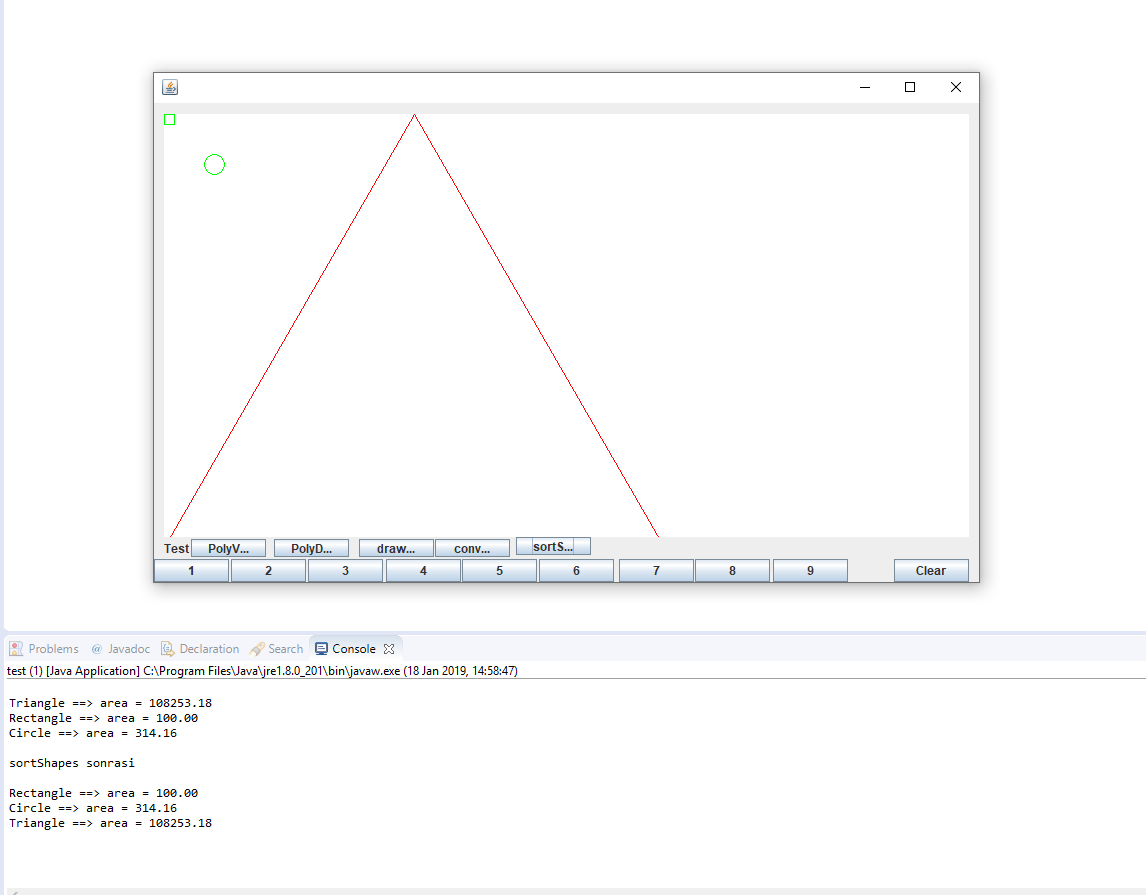 Test PolyV... PolyD... draw... conv... sortS...
1 2 3 4 5 6 7 8 9 Clear
Problems @ Javadoc Declaration Search Console
test (1) [Java Application] C:\Program Files\Java\jre1.8.0_201\bin\javaw.exe (18 Jan 2019, 14:58:47)
Triangle ==> area = 108253.18
Rectangle ==> area = 100.00
Circle ==> area = 314.16
sortShapes sonrasi
Rectangle ==> area = 100.00
Circle ==> area = 314.16
Triangle ==> area = 108253.18